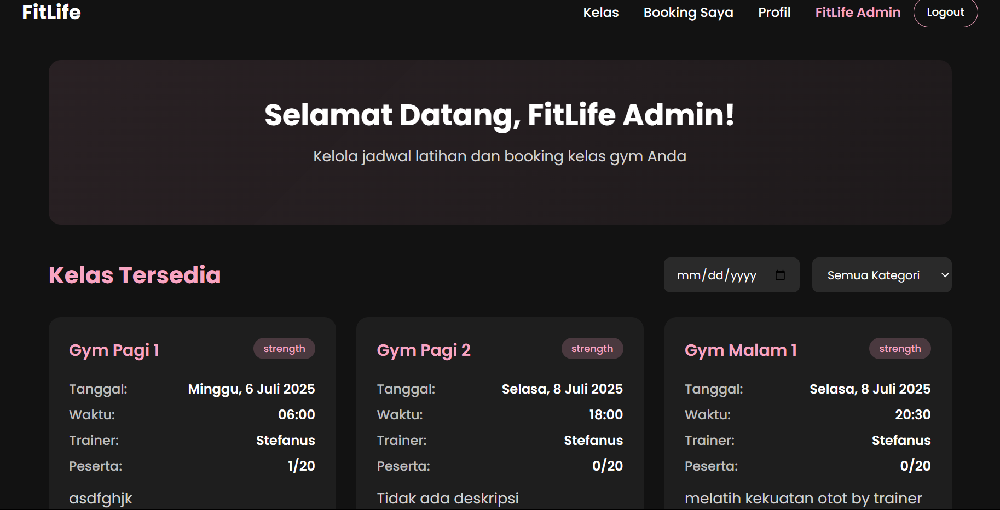 FitLife Kelas Booking Saya Profil FitLife Admin Logout
Selamat Datang, FitLife Admin!
Kelola jadwal latihan dan booking kelas gym Anda
Kelas Tersedia mm/dd/yyyy Semua Kategori
Gym Pagi 1 strength
Tanggal: Minggu, 6 Juli 2025
Waktu: 06:00
Trainer: Stefanus
Peserta: 1/20
asdfghjk
Gym Pagi 2 strength
Tanggal: Selasa, 8 Juli 2025
Waktu: 18:00
Trainer: Stefanus
Peserta: 0/20
Tidak ada deskripsi
Gym Malam 1 strength
Tanggal: Selasa, 8 Juli 2025
Waktu: 20:30
Trainer: Stefanus
Peserta: 0/20
melatih kekuatan otot by trainer